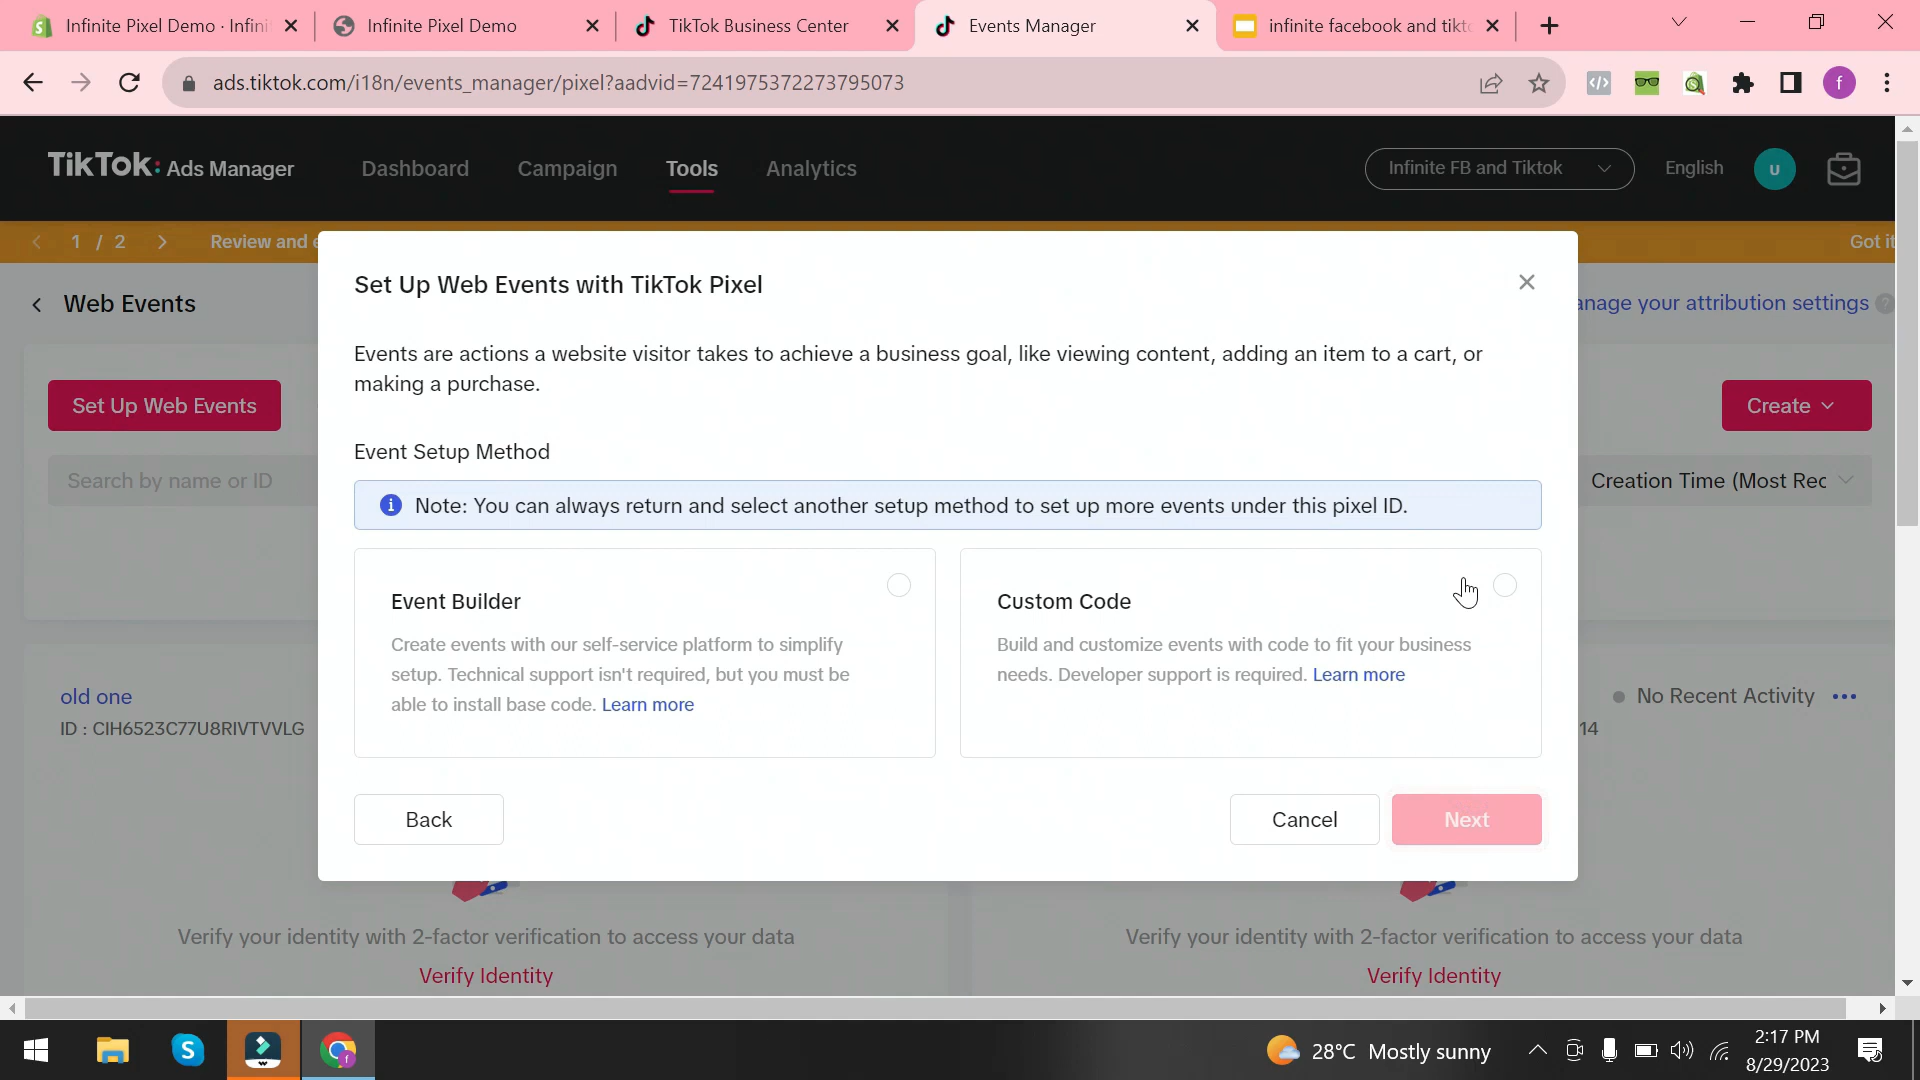 Infinite Pixel Demo · Infini
Infinite Pixel Demo
TikTok Business Center
Events Manager
infinite facebook and tikto
ads.tiktok.com/i18n/events_manager/pixel?aadvid=7241975372273795073
f
TikTok: Ads Manager
Dashboard
Campaign
Tools
Analytics
Infinite FB and Tiktok
English
U
1 / 2
Review and e
Got it
Web Events
anage your attribution settings
?
Set Up Web Events with TikTok Pixel
Events are actions a website visitor takes to achieve a business goal, like viewing content, adding an item to a cart, or
making a purchase.
Set Up Web Events
Create
Event Setup Method
Search by name or ID
Creation Time (Most Rec
Note: You can always return and select another setup method to set up more events under this pixel ID.
Event Builder
Create events with our self-service platform to simplify
setup. Technical support isn't required, but you must be
able to install base code. Learn more
Custom Code
Build and customize events with code to fit your business
needs. Developer support is required. Learn more
old one
ID : CIH6523C77U8RIVTVVLG
No Recent Activity
14
Back
Cancel
Next
Verify your identity with 2-factor verification to access your data
Verify Identity
Verify your identity with 2-factor verification to access your data
Verify Identity
28°C Mostly sunny
2:17 PM
8/29/2023